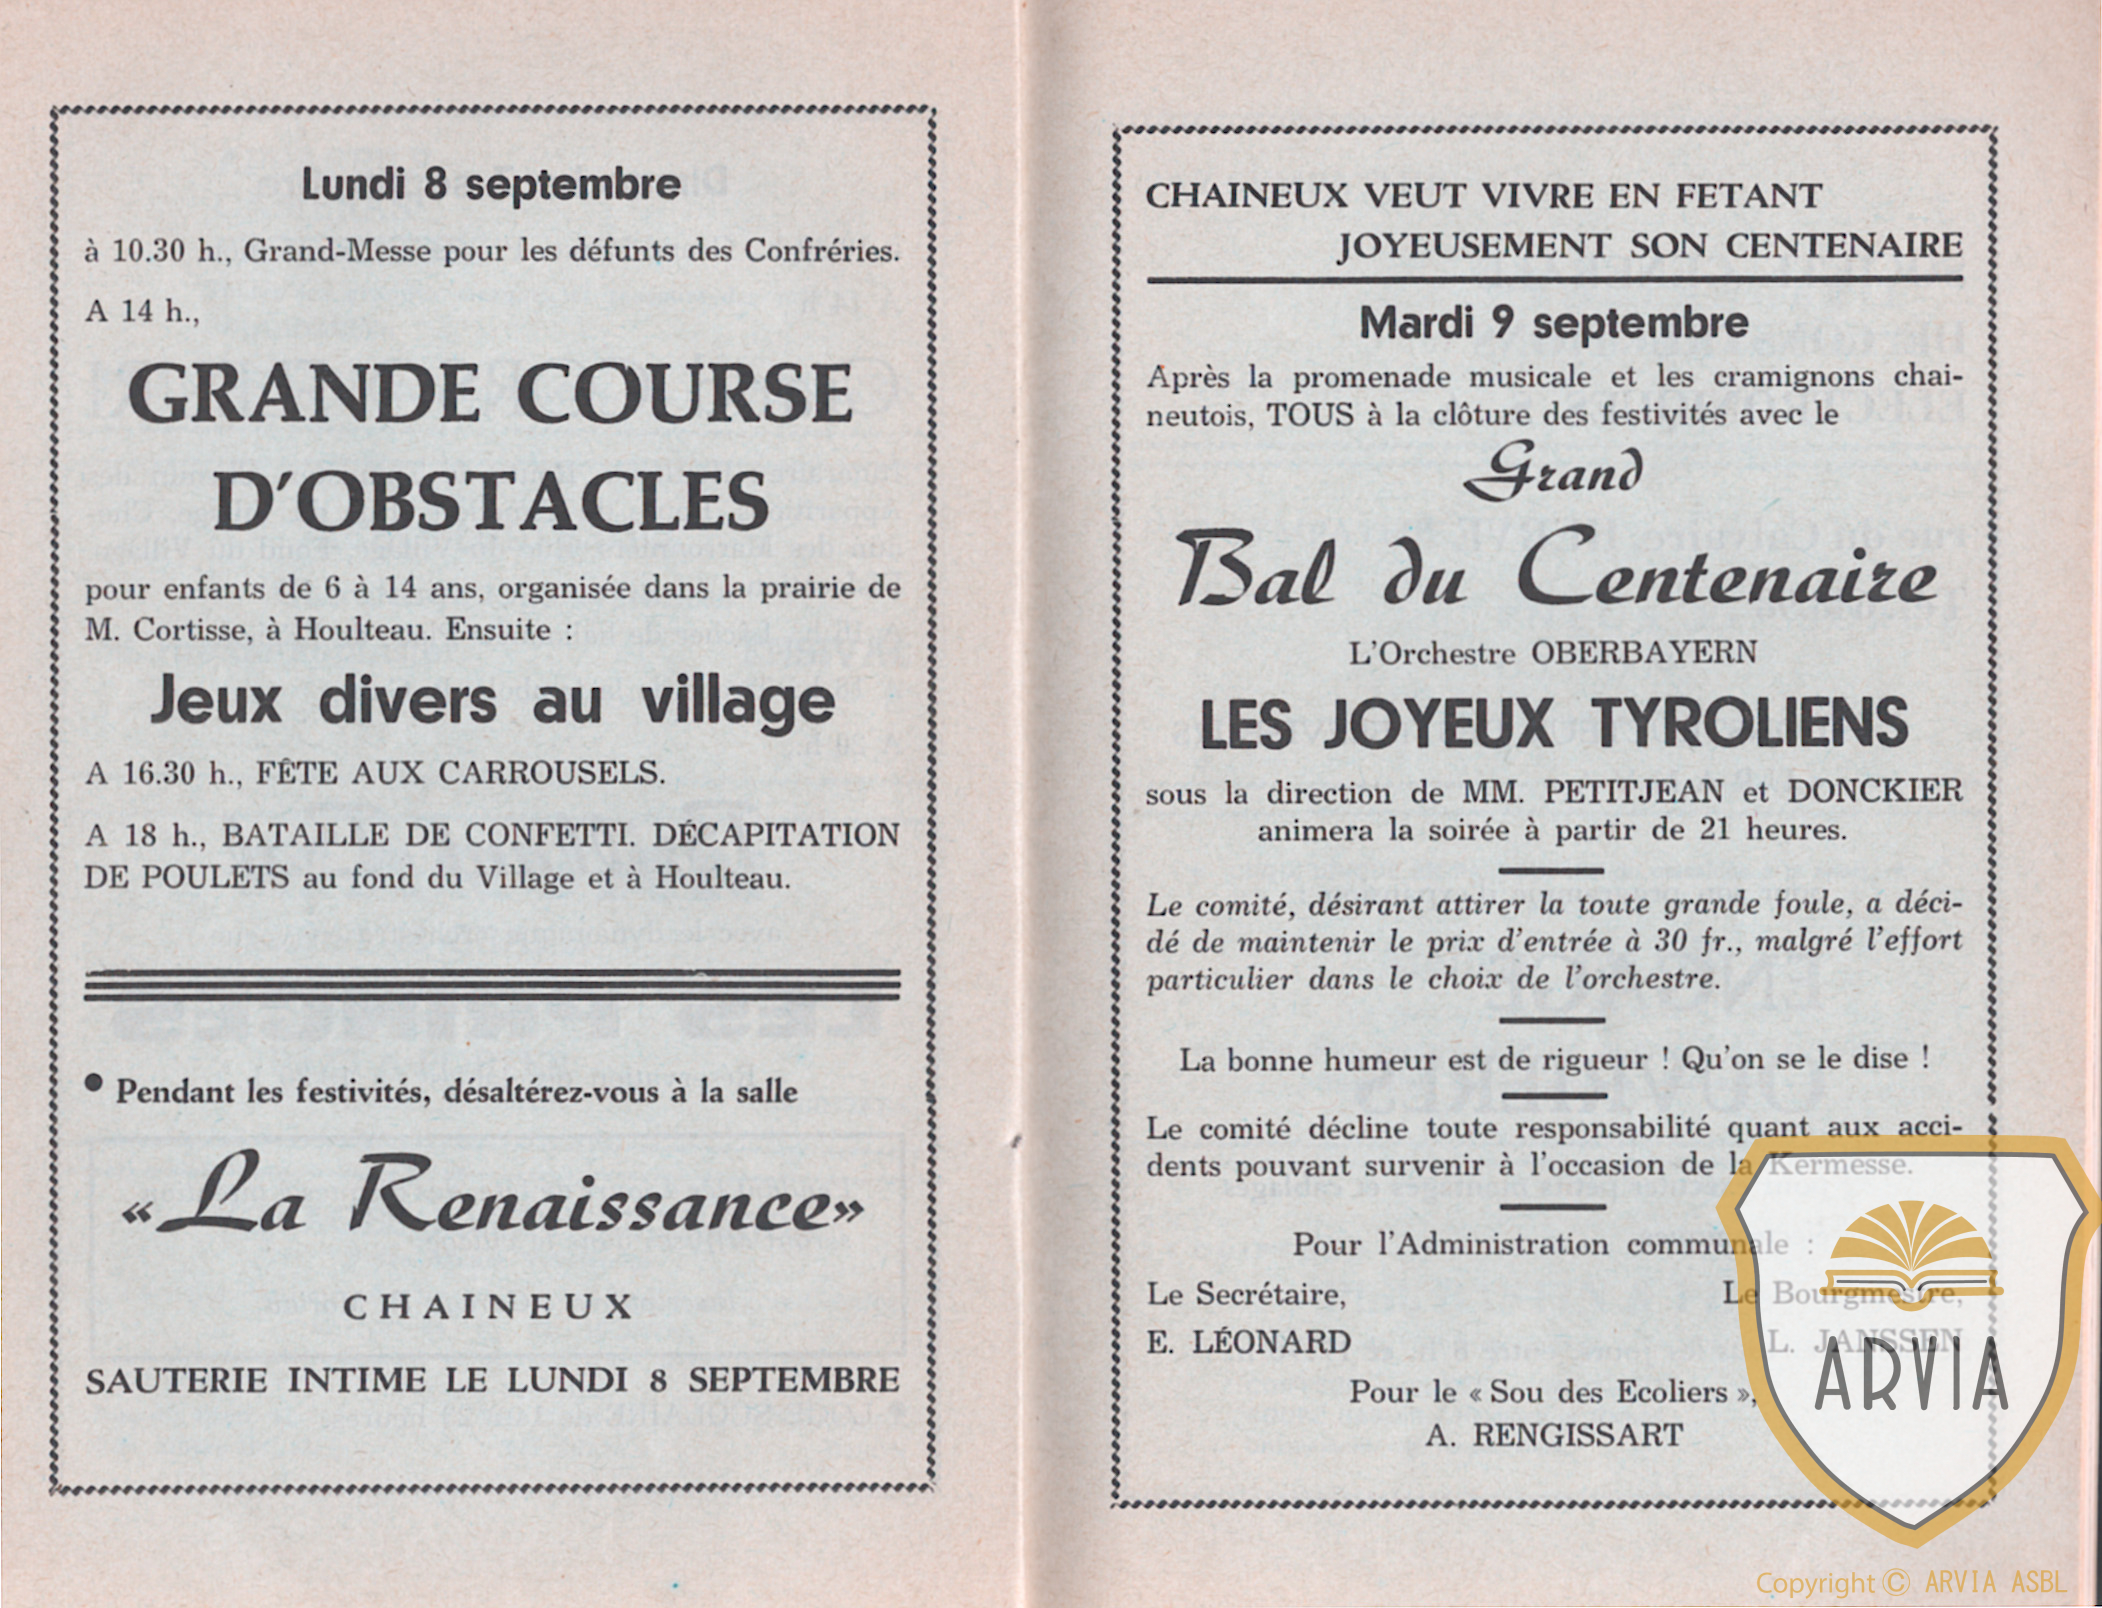 Lundi 8 septembre
à 10.30 h., Grand-Messe pour les défunts des Confréries.
A 14 h.,
GRANDE COURSE
D'OBSTACLES
pour enfants de 6 à 14 ans, organisée dans la prairie de
M. Cortisse, à Houlteau. Ensuite :
Jeux divers au village
A 16.30 h., FÊTE AUX CARROUSELS.
A 18 h., BATAILLE DE CONFETTI. DÉCAPITATION
DE POULETS au fond du Village et à Houlteau.
• Pendant les festivités, désaltérez-vous à la salle
«La Renaissance»
CHAINEUX
SAUTERIE INTIME LE LUNDI 8 SEPTEMBRE
CHAINEUX VEUT VIVRE EN FETANT
JOYEUSEMENT SON CENTENAIRE
Mardi 9 septembre
Après la promenade musicale et les cramignons chai-
neutois, TOUS à la clôture des festivités avec le
Grand
Bal du Centenaire
L'Orchestre OBERBAYERN
LES JOYEUX TYROLIENS
sous la direction de MM. PETITJEAN et DONCKIER
animera la soirée à partir de 21 heures.
Le comité, désirant attirer la toute grande foule, a déci-
dé de maintenir le prix d'entrée à 30 fr., malgré l'effort
particulier dans le choix de l'orchestre.
La bonne humeur est de rigueur ! Qu'on se le dise !
Le comité décline toute responsabilité quant aux acci-
dents pouvant survenir à l'occasion de la Kermesse.
Pour l'Administration communale :
Le Secrétaire, Le Bourgmestre,
E. LÉONARD L. JANSSEN
Pour le « Sou des Ecoliers »,
A. RENGISSART
ARVIA
Copyright © ARVIA ASBL